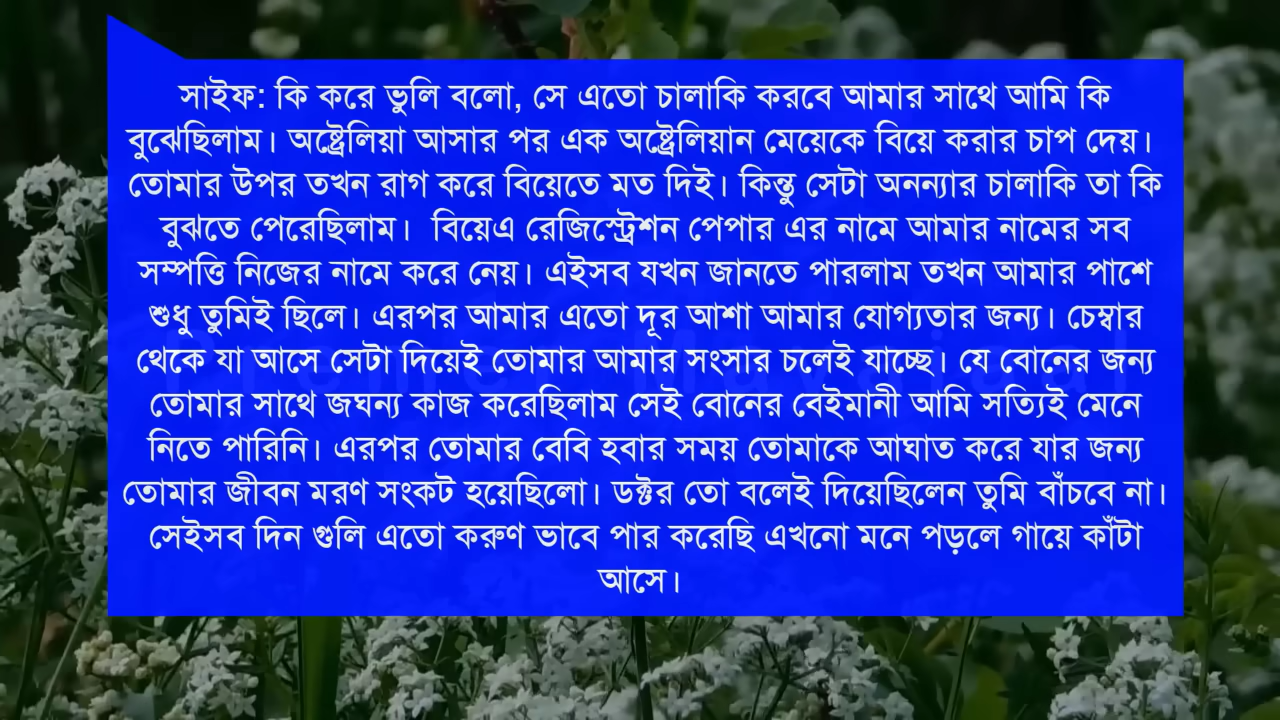 সাইফ: কি করে ভুলি বলো, সে এতো চালাকি করবে আমার সাথে আমি কি
বুঝেছিলাম। অষ্ট্রেলিয়া আসার পর এক অষ্ট্রেলিয়ান মেয়েকে বিয়ে করার চাপ দেয়।
তোমার উপর তখন রাগ করে বিয়েতে মত দিই। কিন্তু সেটা অনন্যার চালাকি তা কি
বুঝতে পেরেছিলাম। বিয়েএ রেজিস্ট্রেশন পেপার এর নামে আমার নামের সব
সম্পত্তি নিজের নামে করে নেয়। এইসব যখন জানতে পারলাম তখন আমার পাশে
শুধু তুমিই ছিলে। এরপর আমার এতো দূর আশা আমার যোগ্যতার জন্য। চেম্বার
থেকে যা আসে সেটা দিয়েই তোমার আমার সংসার চলেই যাচ্ছে। যে বোনের জন্য
তোমার সাথে জঘন্য কাজ করেছিলাম সেই বোনের বেইমানী আমি সত্যিই মেনে
নিতে পারিনি। এরপর তোমার বেবি হবার সময় তোমাকে আঘাত করে যার জন্য
তোমার জীবন মরণ সংকট হয়েছিলো। ডক্টর তো বলেই দিয়েছিলেন তুমি বাঁচবে না।
সেইসব দিন গুলি এতো করুণ ভাবে পার করেছি এখনো মনে পড়লে গায়ে কাঁটা
আসে।